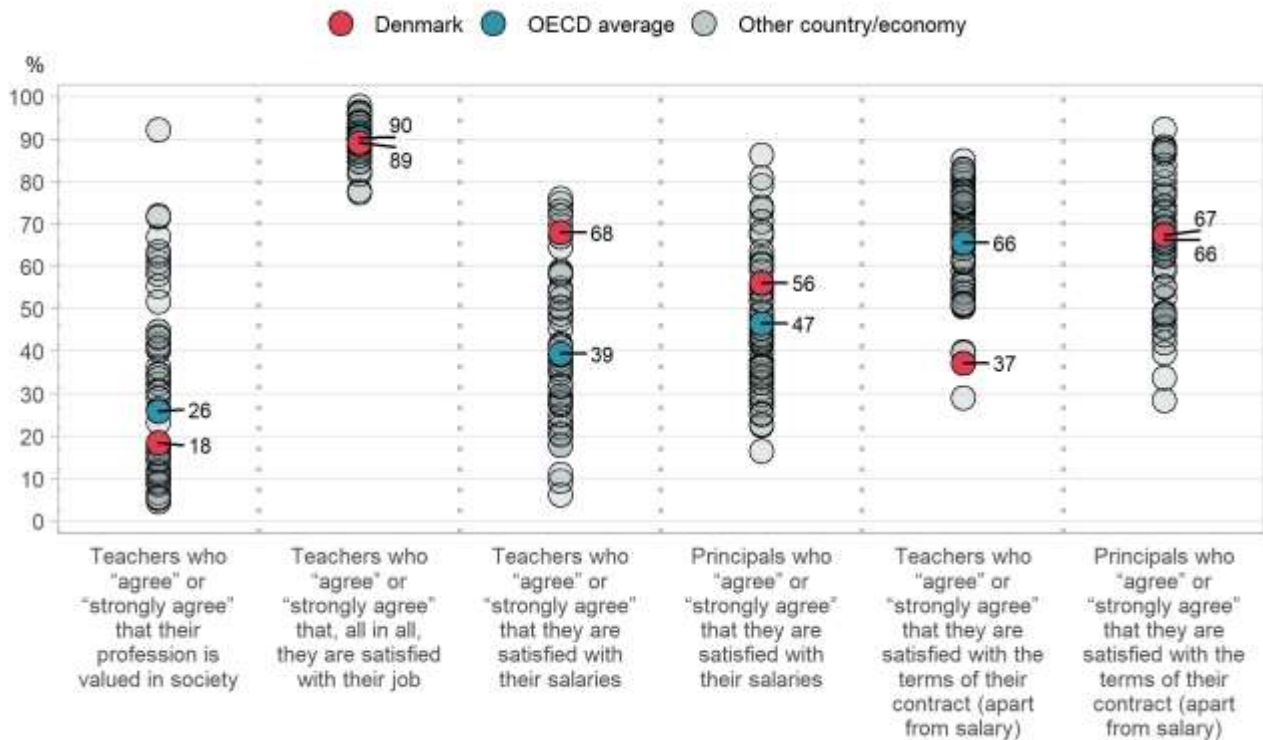 Denmark OECD average Other country/economy
%
100
90
80
70
60
50
40
30
20
10
0
26
18
90
89
68
39
56
47
66
37
67
66
Teachers who
“agree” or
“strongly agree”
that their
profession is
valued in society
Teachers who
“agree” or
“strongly agree”
that, all in all,
they are satisfied
with their job
Teachers who
“agree” or
“strongly agree”
that they are
satisfied with
their salaries
Principals who
“agree” or
“strongly agree”
that they are
satisfied with
their salaries
Teachers who
“agree” or
“strongly agree”
that they are
satisfied with the
terms of their
contract (apart
from salary)
Principals who
“agree” or
“strongly agree”
that they are
satisfied with the
terms of their
contract (apart
from salary)